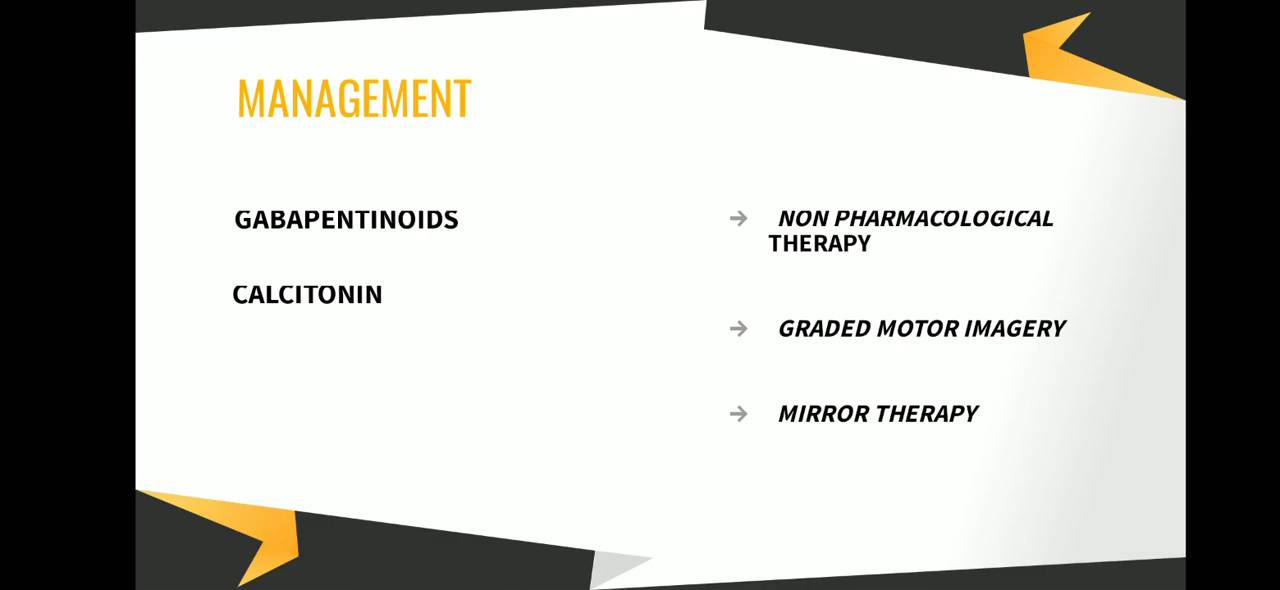 MANAGEMENT
GABAPENTINOIDS
CALCITONIN
→ NON PHARMACOLOGICAL
THERAPY
→ GRADED MOTOR IMAGERY
→ MIRROR THERAPY